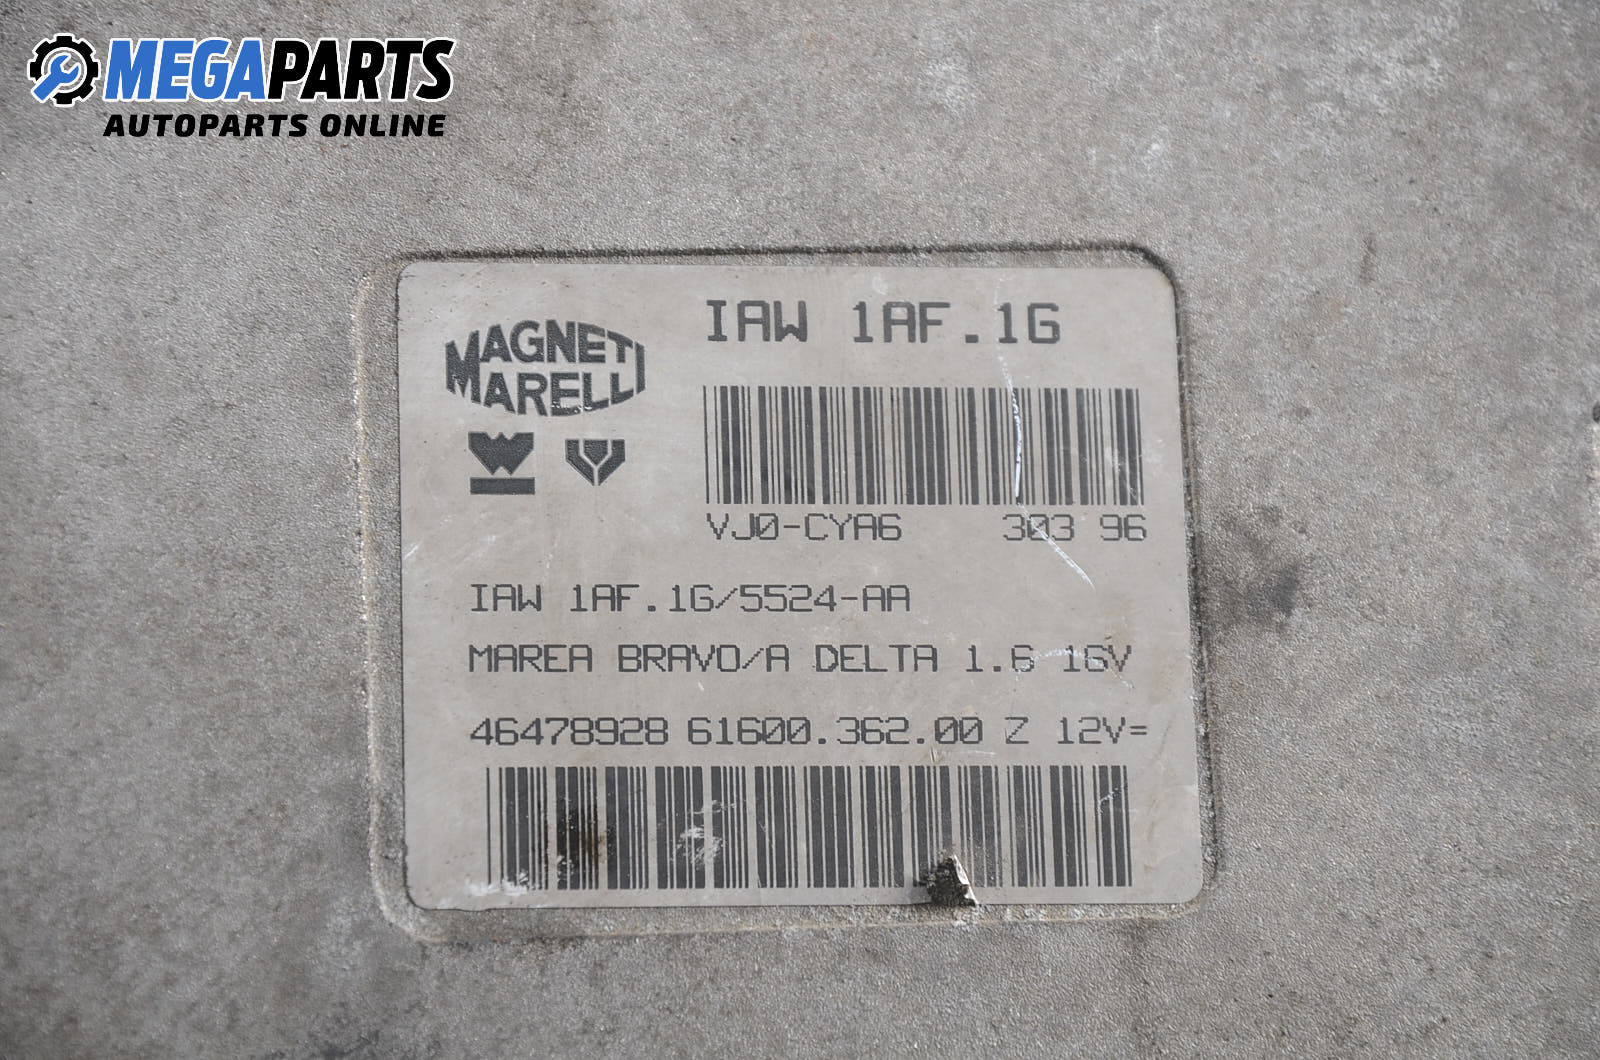 MEGAPARTS
AUTOPARTS ONLINE
IAW 1AF.1G
MAGNETI
MARELLI
VJ0-CYA6 303 96
IAW 1AF.1G/5524-AA
MAREA BRAVO/A DELTA 1.6 16V
46478928 61600.362.00 Z 12V=